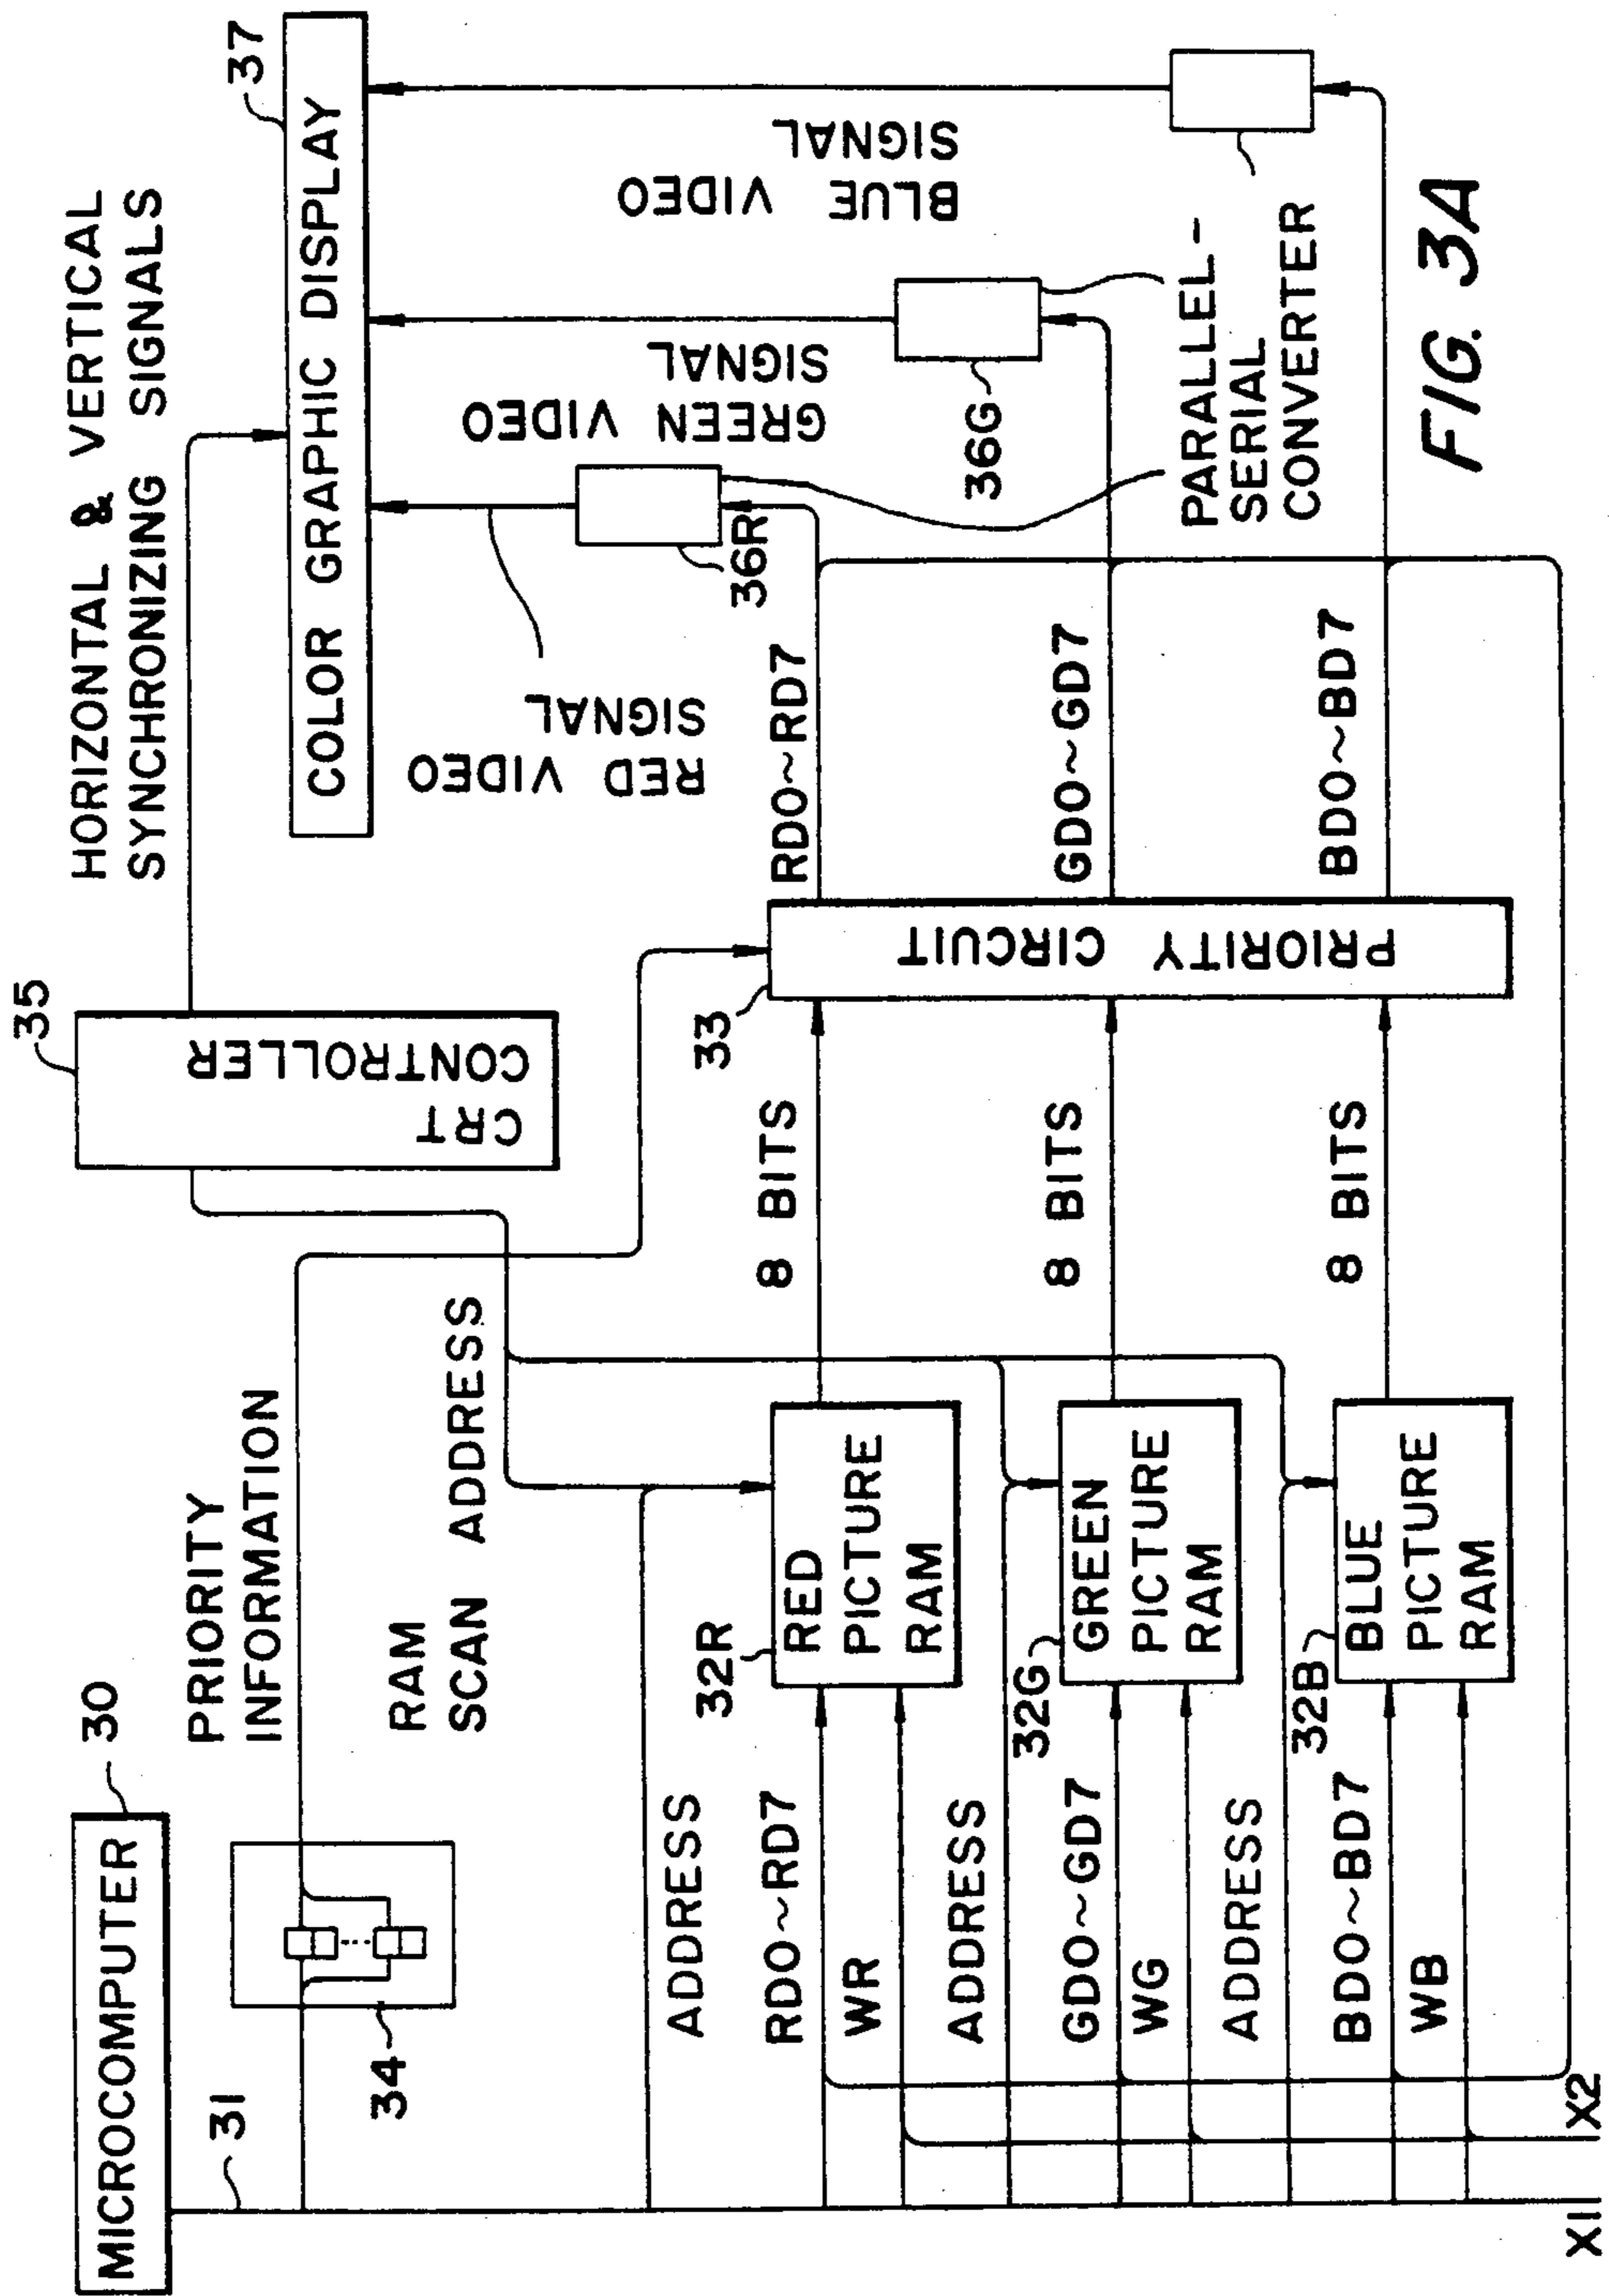 MICROCOMPUTER
30
31
34
PRIORITY
INFORMATION
RAM
SCAN ADDRESS
35
CRT
CONTROLLER
HORIZONTAL & VERTICAL
SYNCHRONIZING SIGNALS
37
COLOR GRAPHIC DISPLAY
RED VIDEO
SIGNAL
GREEN VIDEO
SIGNAL
BLUE VIDEO
SIGNAL
36R
36G
PARALLEL-
SERIAL
CONVERTER
ADDRESS
RD0~RD7
WR
32R
RED
PICTURE
RAM
8 BITS
ADDRESS
GD0~GD7
WG
32G
GREEN
PICTURE
RAM
8 BITS
ADDRESS
BD0~BD7
WB
32B
BLUE
PICTURE
RAM
8 BITS
33
PRIORITY CIRCUIT
RD0~RD7
GD0~GD7
BD0~BD7
X1
X2
FIG. 3A